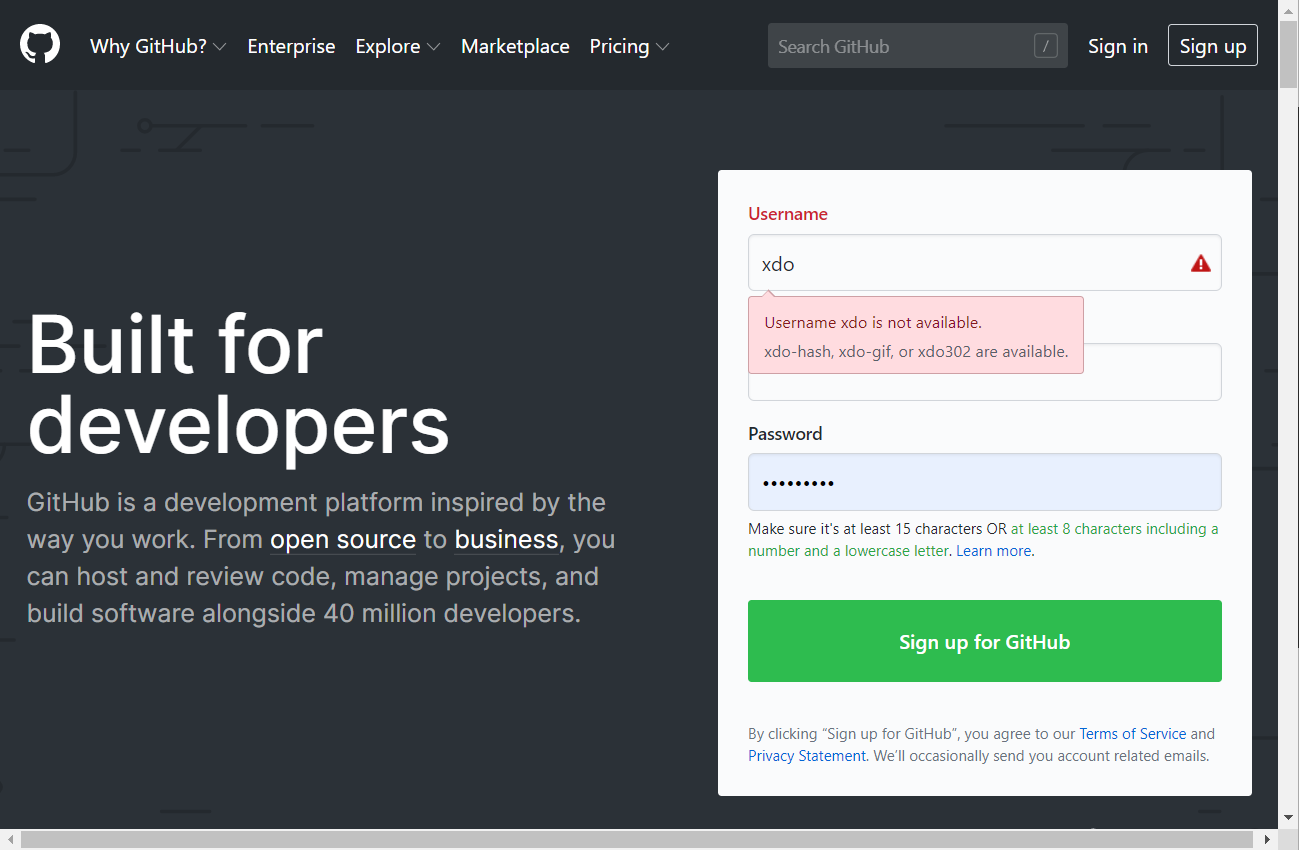 Why GitHub? Enterprise Explore Marketplace Pricing Search GitHub / Sign in Sign up
Built for
developers
GitHub is a development platform inspired by the
way you work. From open source to business, you
can host and review code, manage projects, and
build software alongside 40 million developers.
Username
xdo
Username xdo is not available.
xdo-hash, xdo-gif, or xdo302 are available.
Password
•••••••••
Make sure it's at least 15 characters OR at least 8 characters including a
number and a lowercase letter. Learn more.
Sign up for GitHub
By clicking “Sign up for GitHub”, you agree to our Terms of Service and
Privacy Statement. We’ll occasionally send you account related emails.